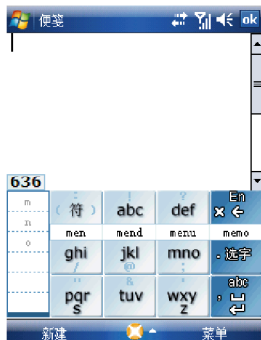 便笺 ok
636
m
n
o
( 符 ) abc def En
men mend menu memo
ghi jkl mno . 选字
/ @ ;
" & ' abc
pqrs tuv wxyz ,
新建 菜单